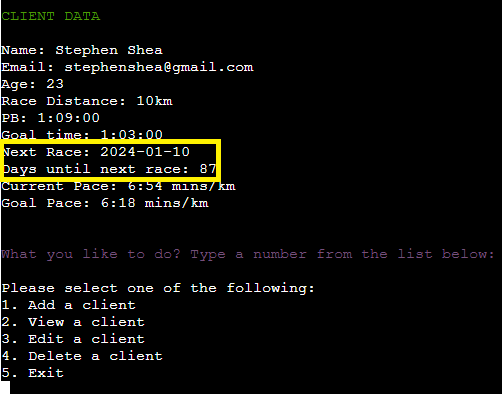 CLIENT DATA
Name: Stephen Shea
Email: stephenshea@gmail.com
Age: 23
Race Distance: 10km
PB: 1:09:00
Goal time: 1:03:00
Next Race: 2024-01-10
Days until next race: 87
Current Pace: 6:54 mins/km
Goal Pace: 6:18 mins/km
What you like to do? Type a number from the list below:
Please select one of the following:
1. Add a client
2. View a client
3. Edit a client
4. Delete a client
5. Exit